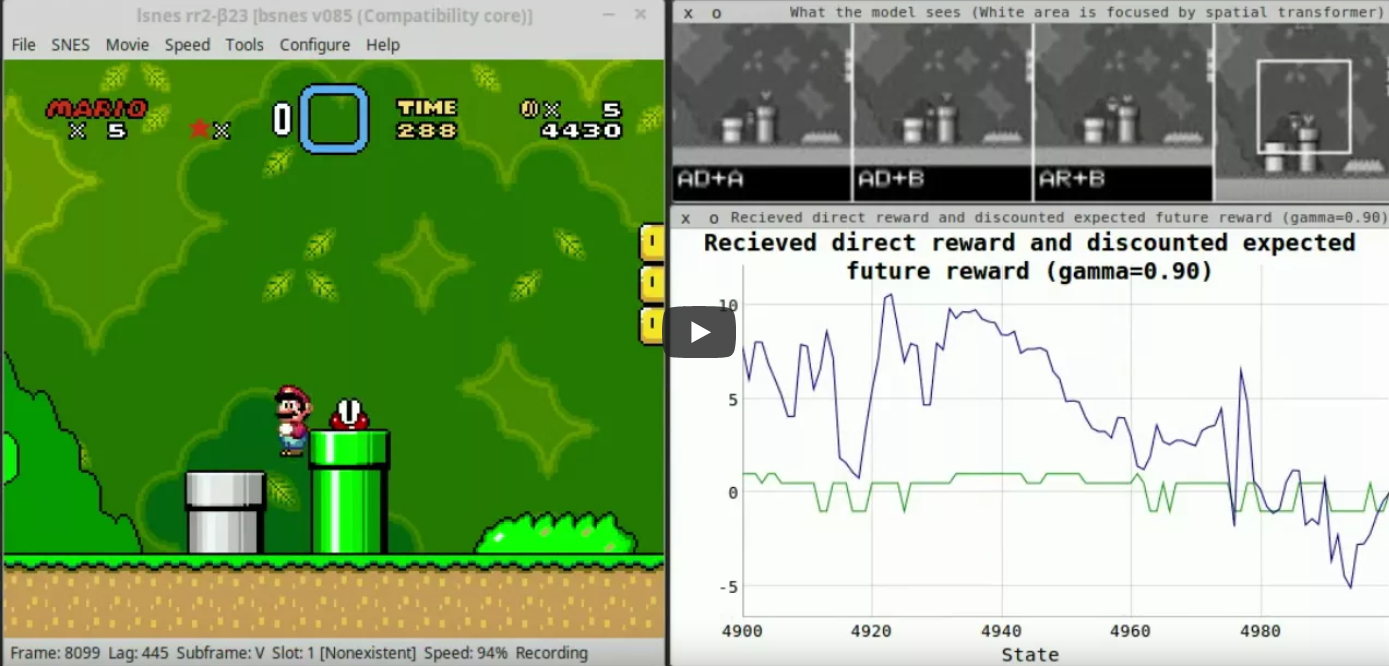 lsnes rr2-β23 [bsnes v085 (Compatibility core)]
File SNES Movie Speed Tools Configure Help
MARIO TIME x 5
x 5 ★x 0 288 4430
Frame: 8099 Lag: 445 Subframe: V Slot: 1 [Nonexistent] Speed: 94% Recording
x o What the model sees (White area is focused by spatial transformer)
AD+A AD+B AR+B
x o Recieved direct reward and discounted expected future reward (gamma=0.90)
Recieved direct reward and discounted expected
future reward (gamma=0.90)
10
5
0
-5
4900 4920 4940 4960 4980
State